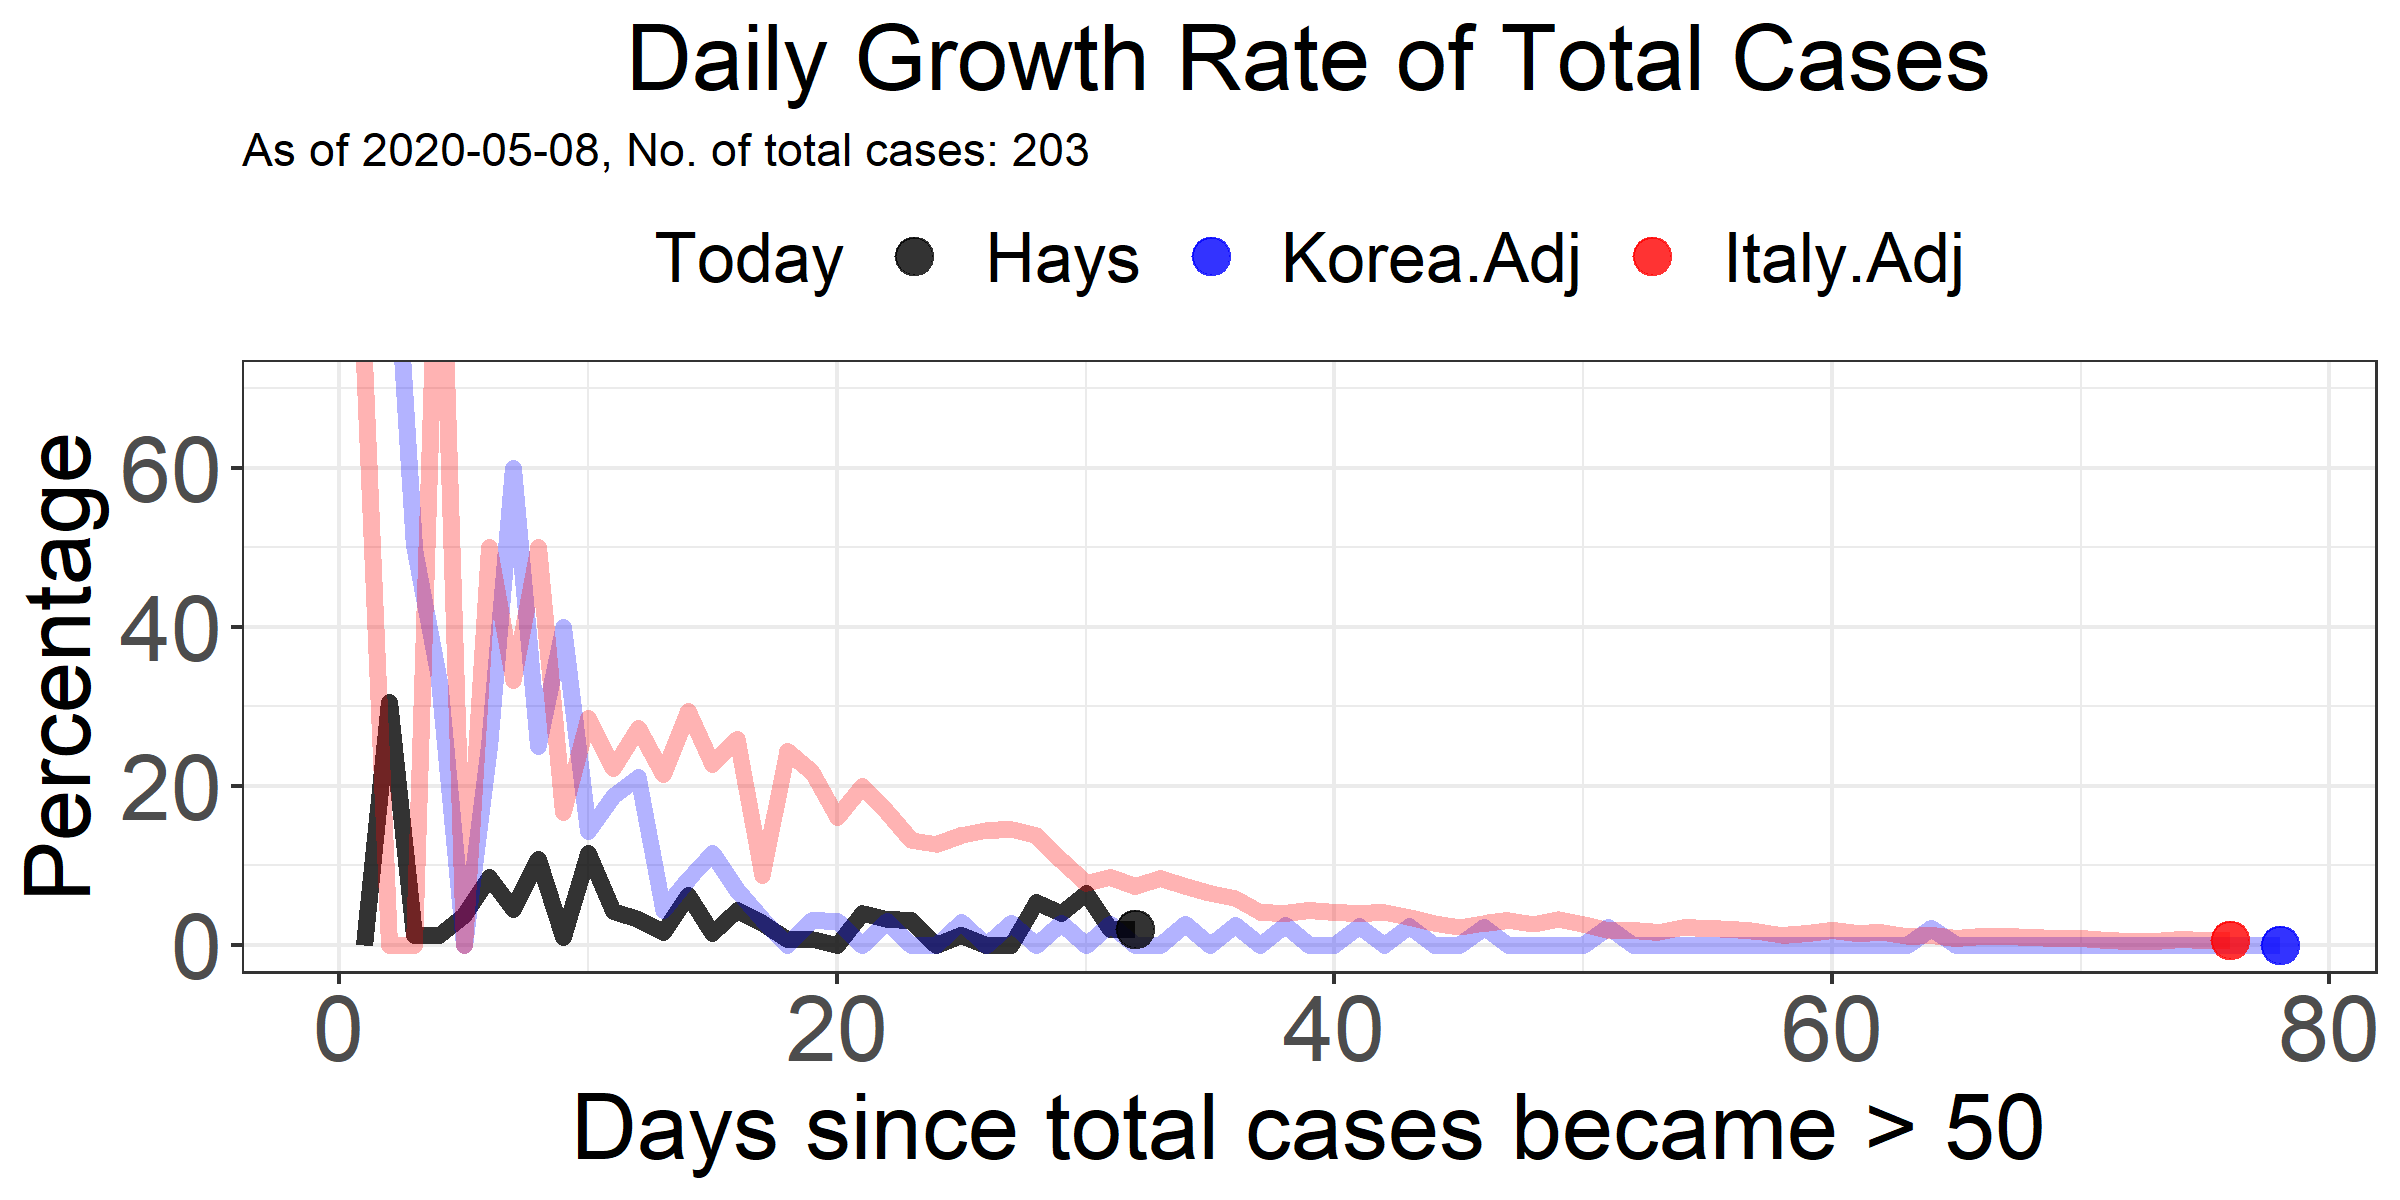 Daily Growth Rate of Total Cases
As of 2020-05-08, No. of total cases: 203
Today Hays Korea.Adj Italy.Adj
Percentage
60
40
20
0
0 20 40 60 80
Days since total cases became > 50